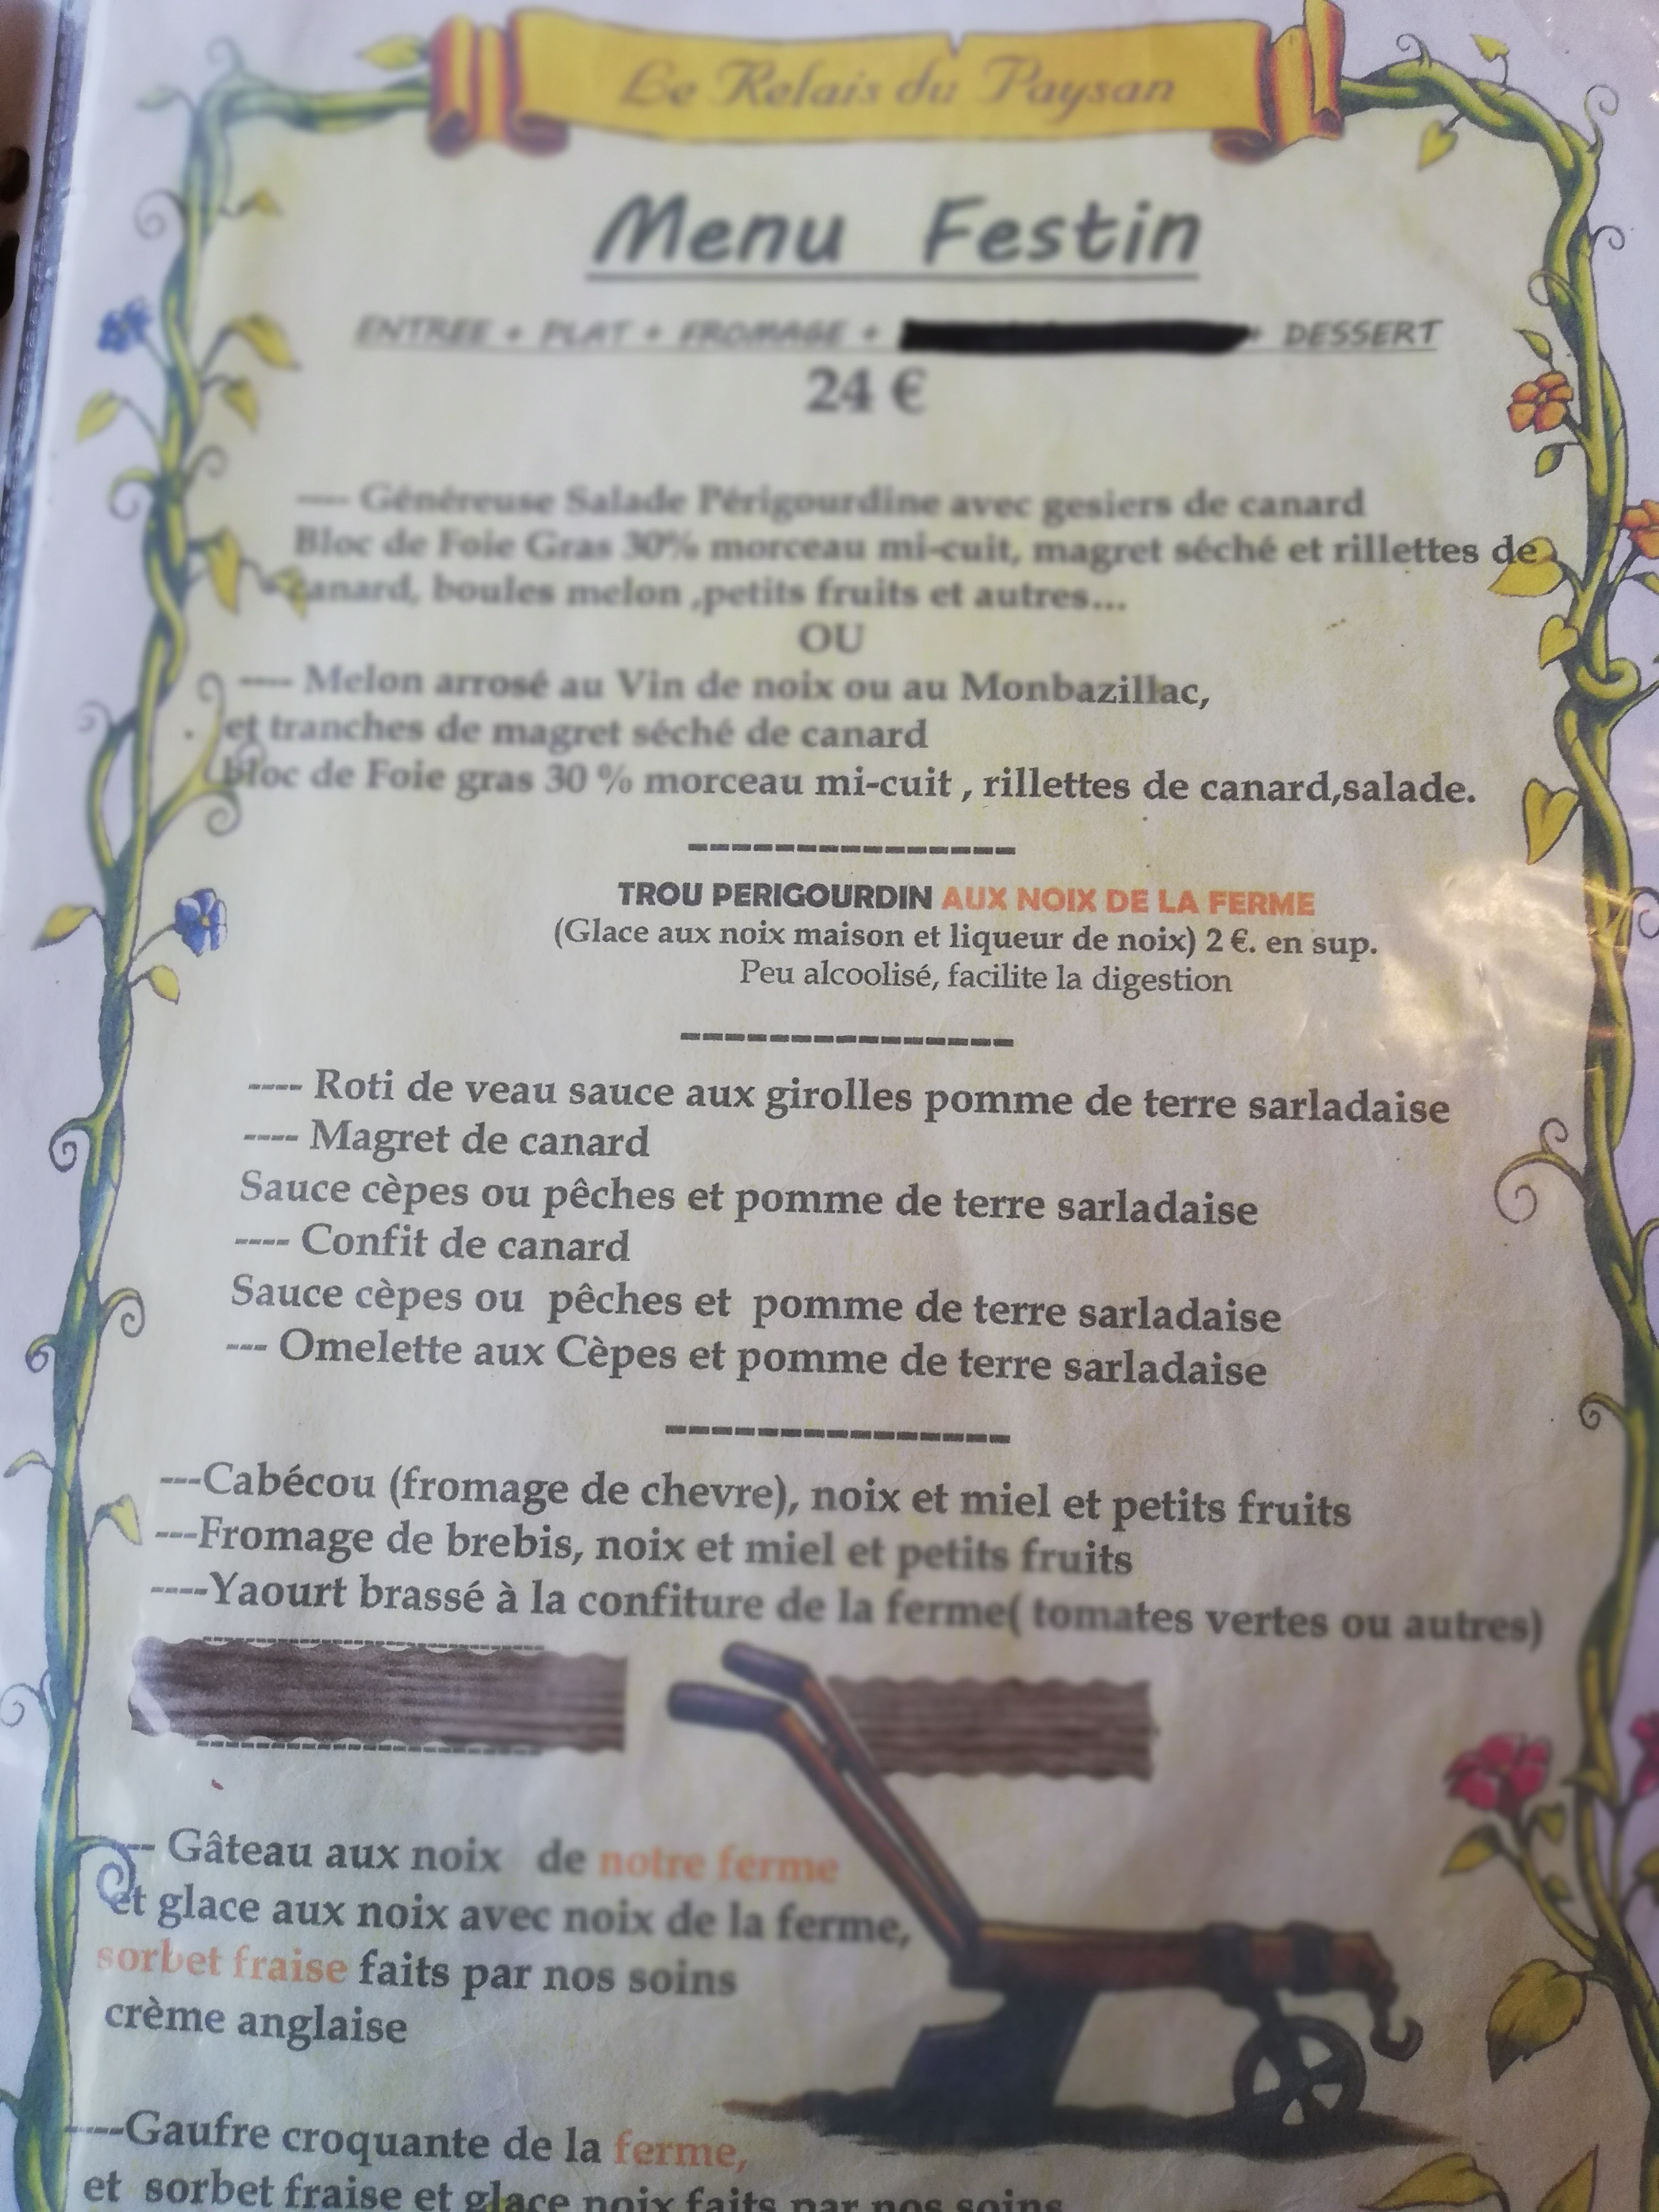 Le Relais du Paysan
Menu Festin
ENTREE + PLAT + FROMAGE + + DESSERT
24 €
---- Généreuse Salade Périgourdine avec gesiers de canard
Bloc de Foie Gras 30% morceau mi-cuit, magret séché et rillettes de
canard, boules melon ,petits fruits et autres...
OU
---- Melon arrosé au Vin de noix ou au Monbazillac,
et tranches de magret séché de canard
bloc de Foie gras 30 % morceau mi-cuit , rillettes de canard,salade.
---------------
TROU PERIGOURDIN AUX NOIX DE LA FERME
(Glace aux noix maison et liqueur de noix) 2 €. en sup.
Peu alcoolisé, facilite la digestion
---------------
---- Roti de veau sauce aux girolles pomme de terre sarladaise
---- Magret de canard
Sauce cèpes ou pêches et pomme de terre sarladaise
---- Confit de canard
Sauce cèpes ou pêches et pomme de terre sarladaise
--- Omelette aux Cèpes et pomme de terre sarladaise
---------------
---Cabécou (fromage de chevre), noix et miel et petits fruits
---Fromage de brebis, noix et miel et petits fruits
----Yaourt brassé à la confiture de la ferme( tomates vertes ou autres)
--- Gâteau aux noix de notre ferme
et glace aux noix avec noix de la ferme,
sorbet fraise faits par nos soins
crème anglaise
----Gaufre croquante de la ferme,
et sorbet fraise et glace noix faits par nos soins